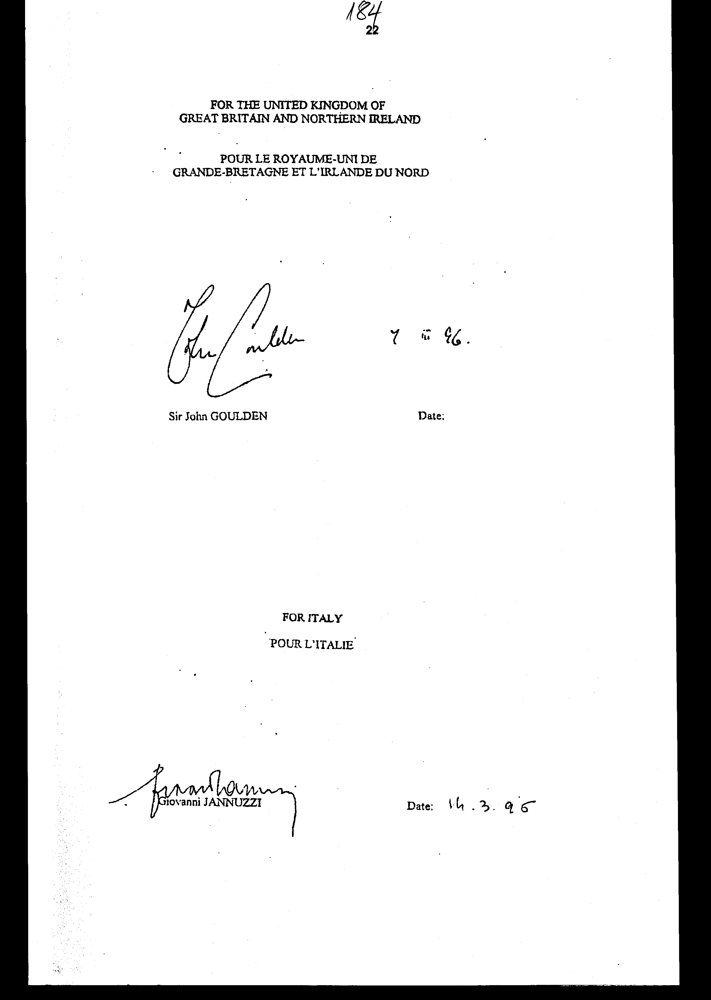 184
22
FOR THE UNITED KINGDOM OF
GREAT BRITAIN AND NORTHERN IRELAND
POUR LE ROYAUME-UNI DE
GRANDE-BRETAGNE ET L'IRLANDE DU NORD
John Goulden
7 iii 96.
Sir John GOULDEN
Date:
FOR ITALY
POUR L'ITALIE
Giovanni JANNUZZI
Date: 14.3.96